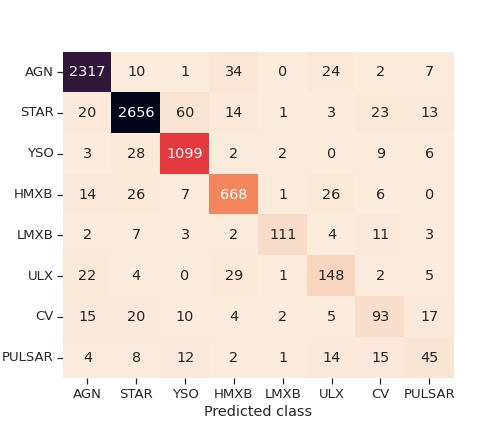 AGN 2317 10 1 34 0 24 2 7
STAR 20 2656 60 14 1 3 23 13
YSO 3 28 1099 2 2 0 9 6
HMXB 14 26 7 668 1 26 6 0
LMXB 2 7 3 2 111 4 11 3
ULX 22 4 0 29 1 148 2 5
CV 15 20 10 4 2 5 93 17
PULSAR 4 8 12 2 1 14 15 45
AGN STAR YSO HMXB LMXB ULX CV PULSAR
Predicted class